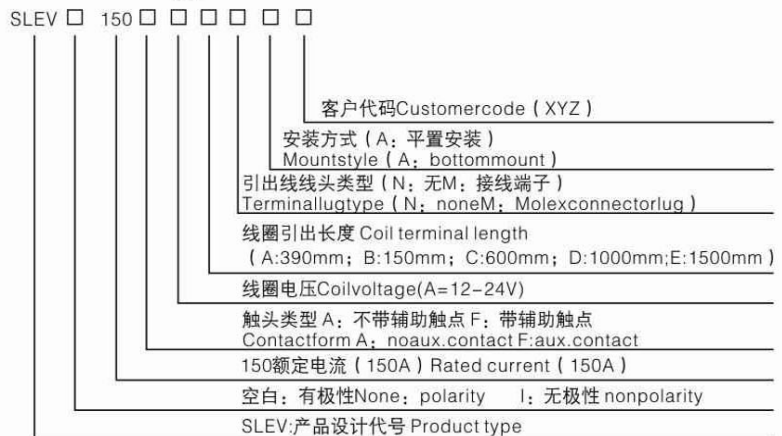 SLEV □ 150 □ □ □ □ □ □
客户代码Customercode（XYZ）
安装方式（A：平置安装）
Mountstyle（A：bottommount）
引出线线头类型（N：无M：接线端子）
Terminallugtype（N：noneM：Molexconnectorlug）
线圈引出长度 Coil terminal length
（A:390mm；B:150mm；C:600mm；D:1000mm;E:1500mm）
线圈电压Coilvoltage(A=12-24V)
触头类型 A：不带辅助触点 F：带辅助触点
Contactform A；noaux.contact F:aux.contact
150额定电流（150A）Rated current（150A）
空白：有极性None；polarity I；无极性 nonpolarity
SLEV:产品设计代号 Product type